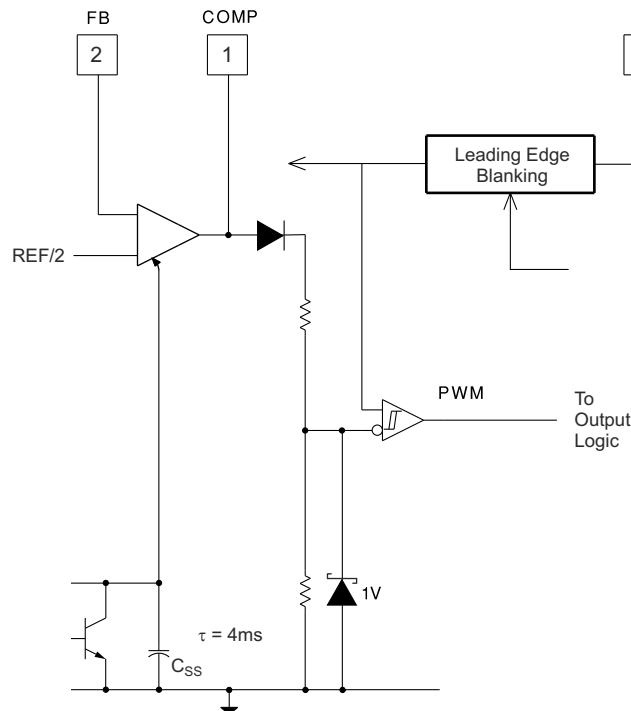 FB
COMP
2
1
Leading Edge
Blanking
REF/2
PWM
To
Output
Logic
1V
τ = 4ms
CSS